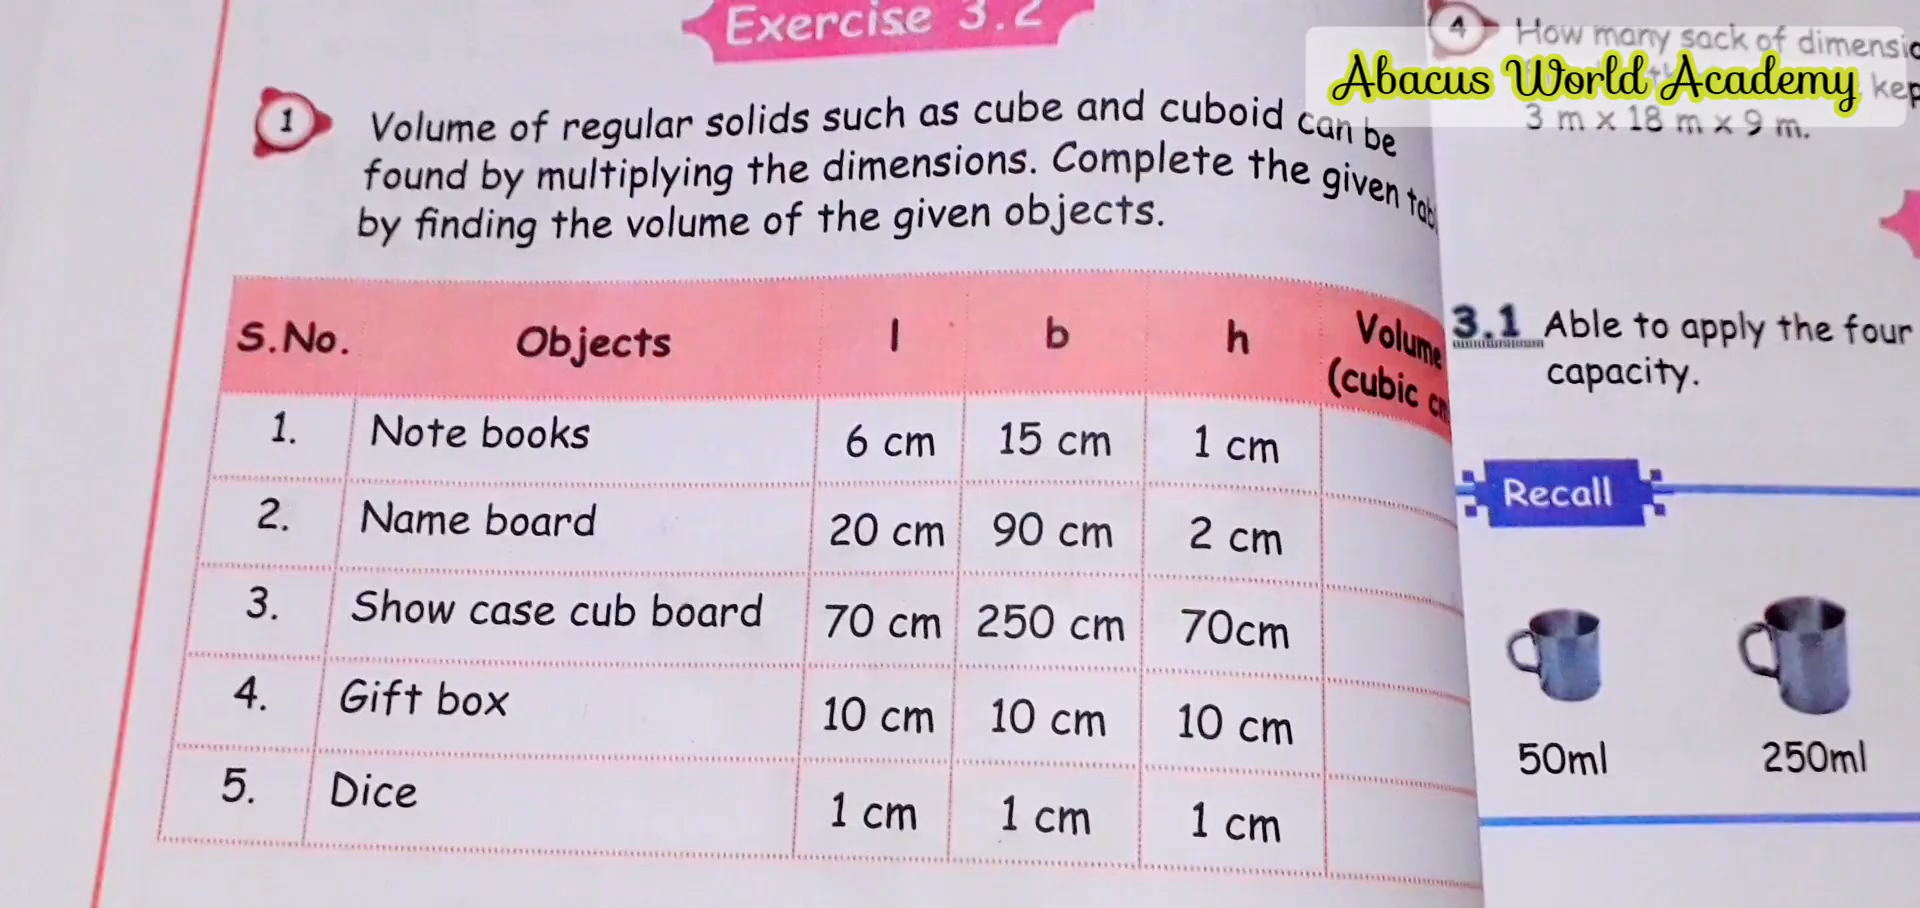 Exercise 3.2
1
Volume of regular solids such as cube and cuboid can be
found by multiplying the dimensions. Complete the given
by finding the volume of the given objects.
S.No. Objects l b h Volume
(cubic
1. Note books 6 cm 15 cm 1 cm
2. Name board 20 cm 90 cm 2 cm
3. Show case cub board 70 cm 250 cm 70cm
4. Gift box 10 cm 10 cm 10 cm
5. Dice 1 cm 1 cm 1 cm
4 How many sack of
Abacus World Academy
3 m x 18 m x 9 m.
3.1 Able to apply the four
capacity.
Recall
50ml 250ml